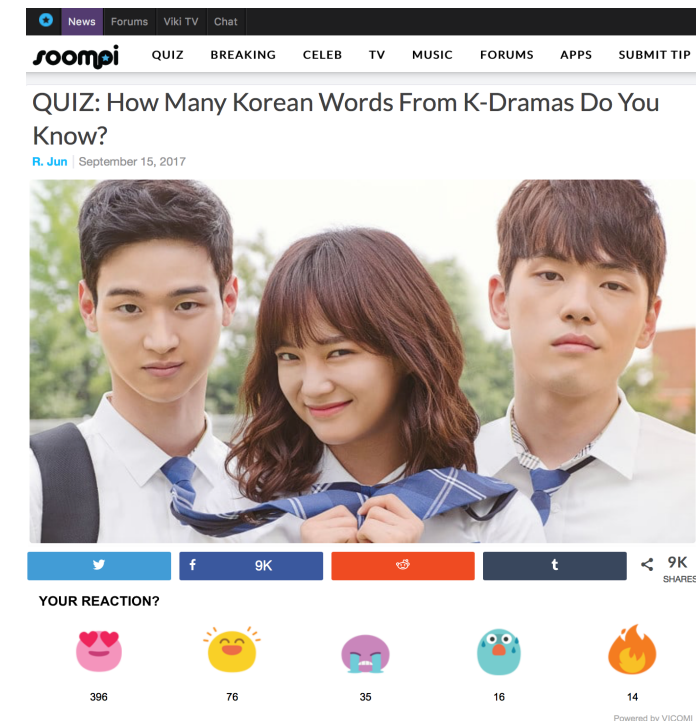 News Forums Viki TV Chat
soompi QUIZ BREAKING CELEB TV MUSIC FORUMS APPS SUBMIT TIP
QUIZ: How Many Korean Words From K-Dramas Do You
Know?
R. Jun September 15, 2017
f 9K t 9K
SHARES
YOUR REACTION?
396 76 35 16 14
Powered by VICOMI